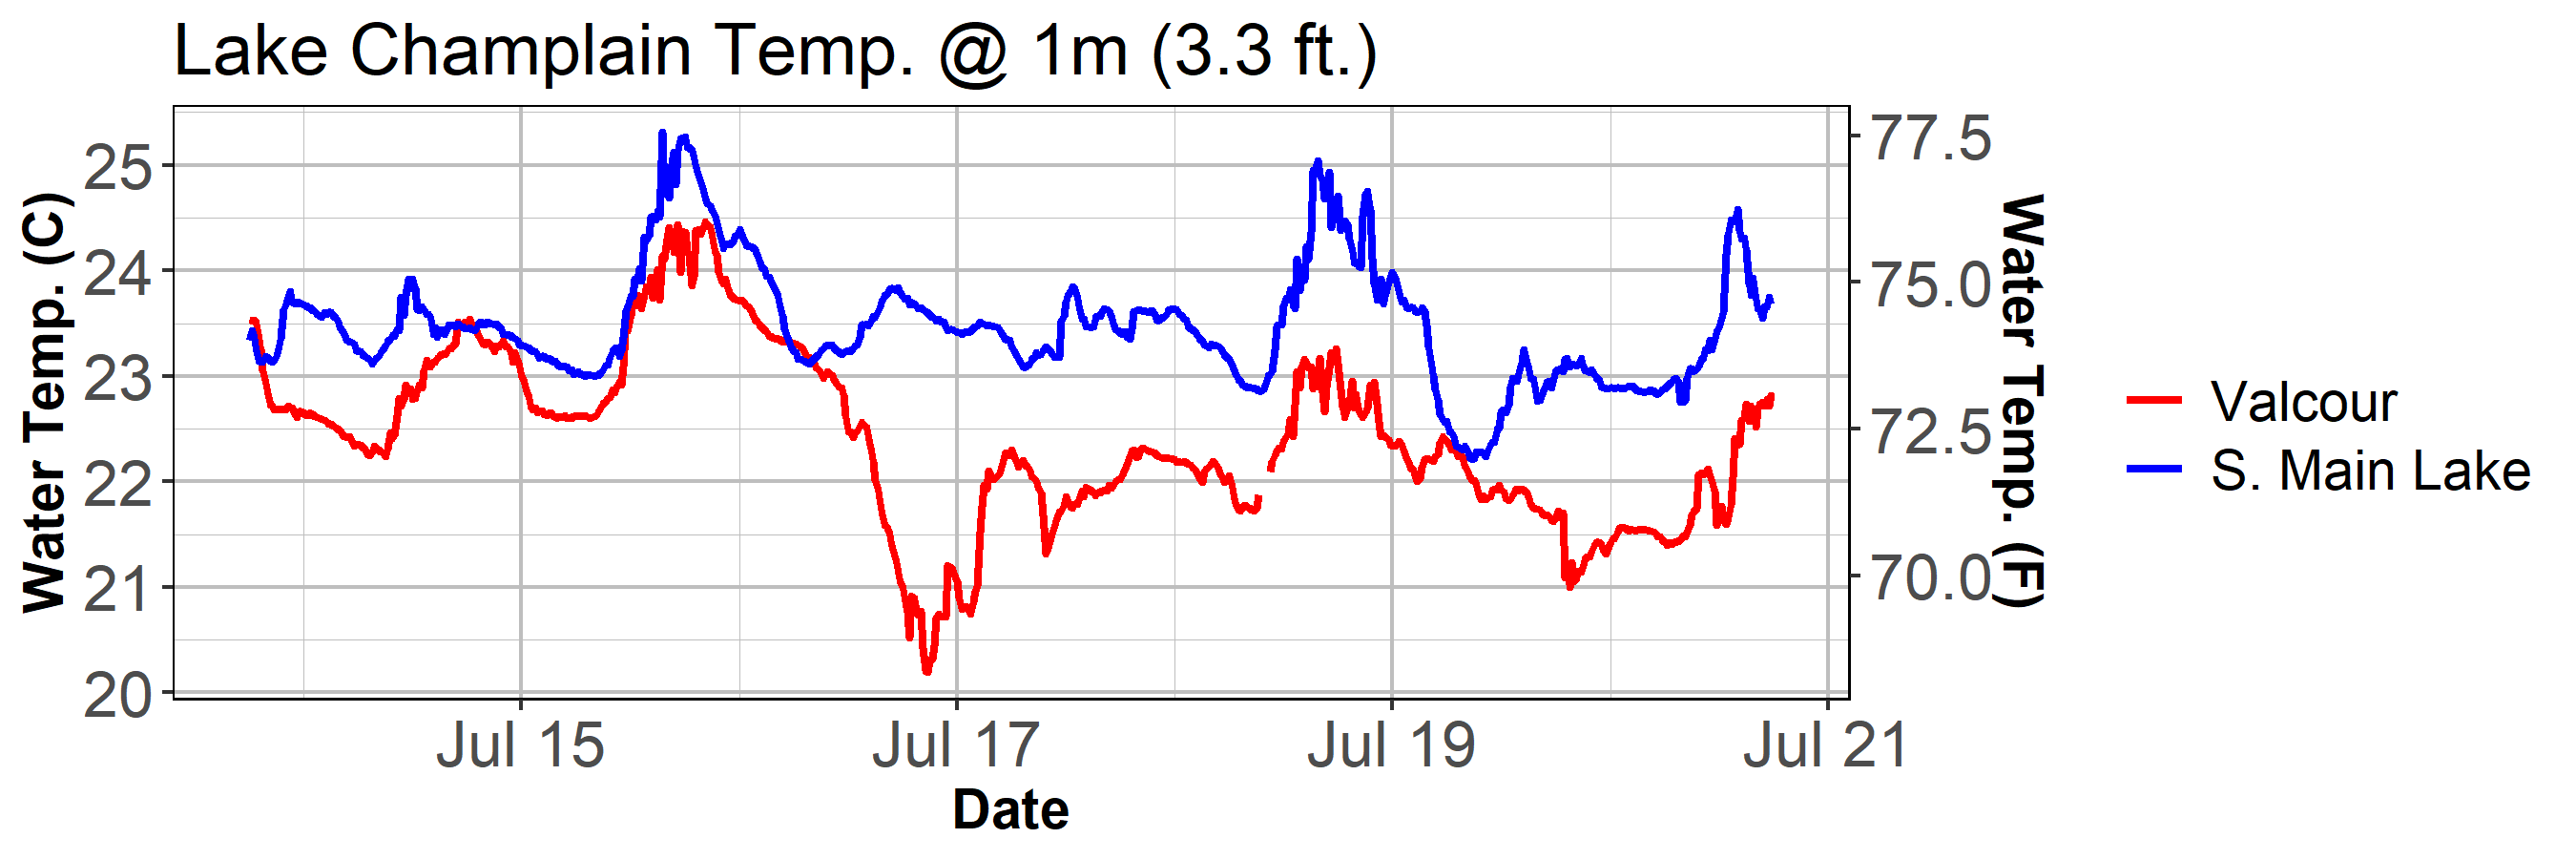 Lake Champlain Temp. @ 1m (3.3 ft.)
Water Temp. (C)
25
24
23
22
21
20
77.5
75.0
72.5
70.0
Water Temp. (F)
Valcour
S. Main Lake
Jul 15
Jul 17
Jul 19
Jul 21
Date